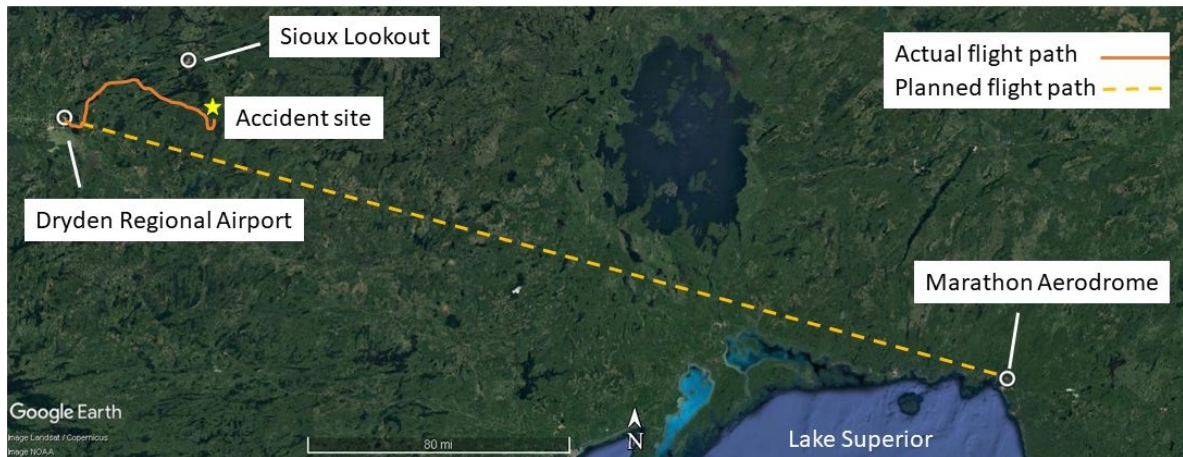 Sioux Lookout
Actual flight path
Planned flight path
Accident site
Dryden Regional Airport
Marathon Aerodrome
Google Earth
Image Landsat / Copernicus
Image NOAA
80 mi
N
Lake Superior